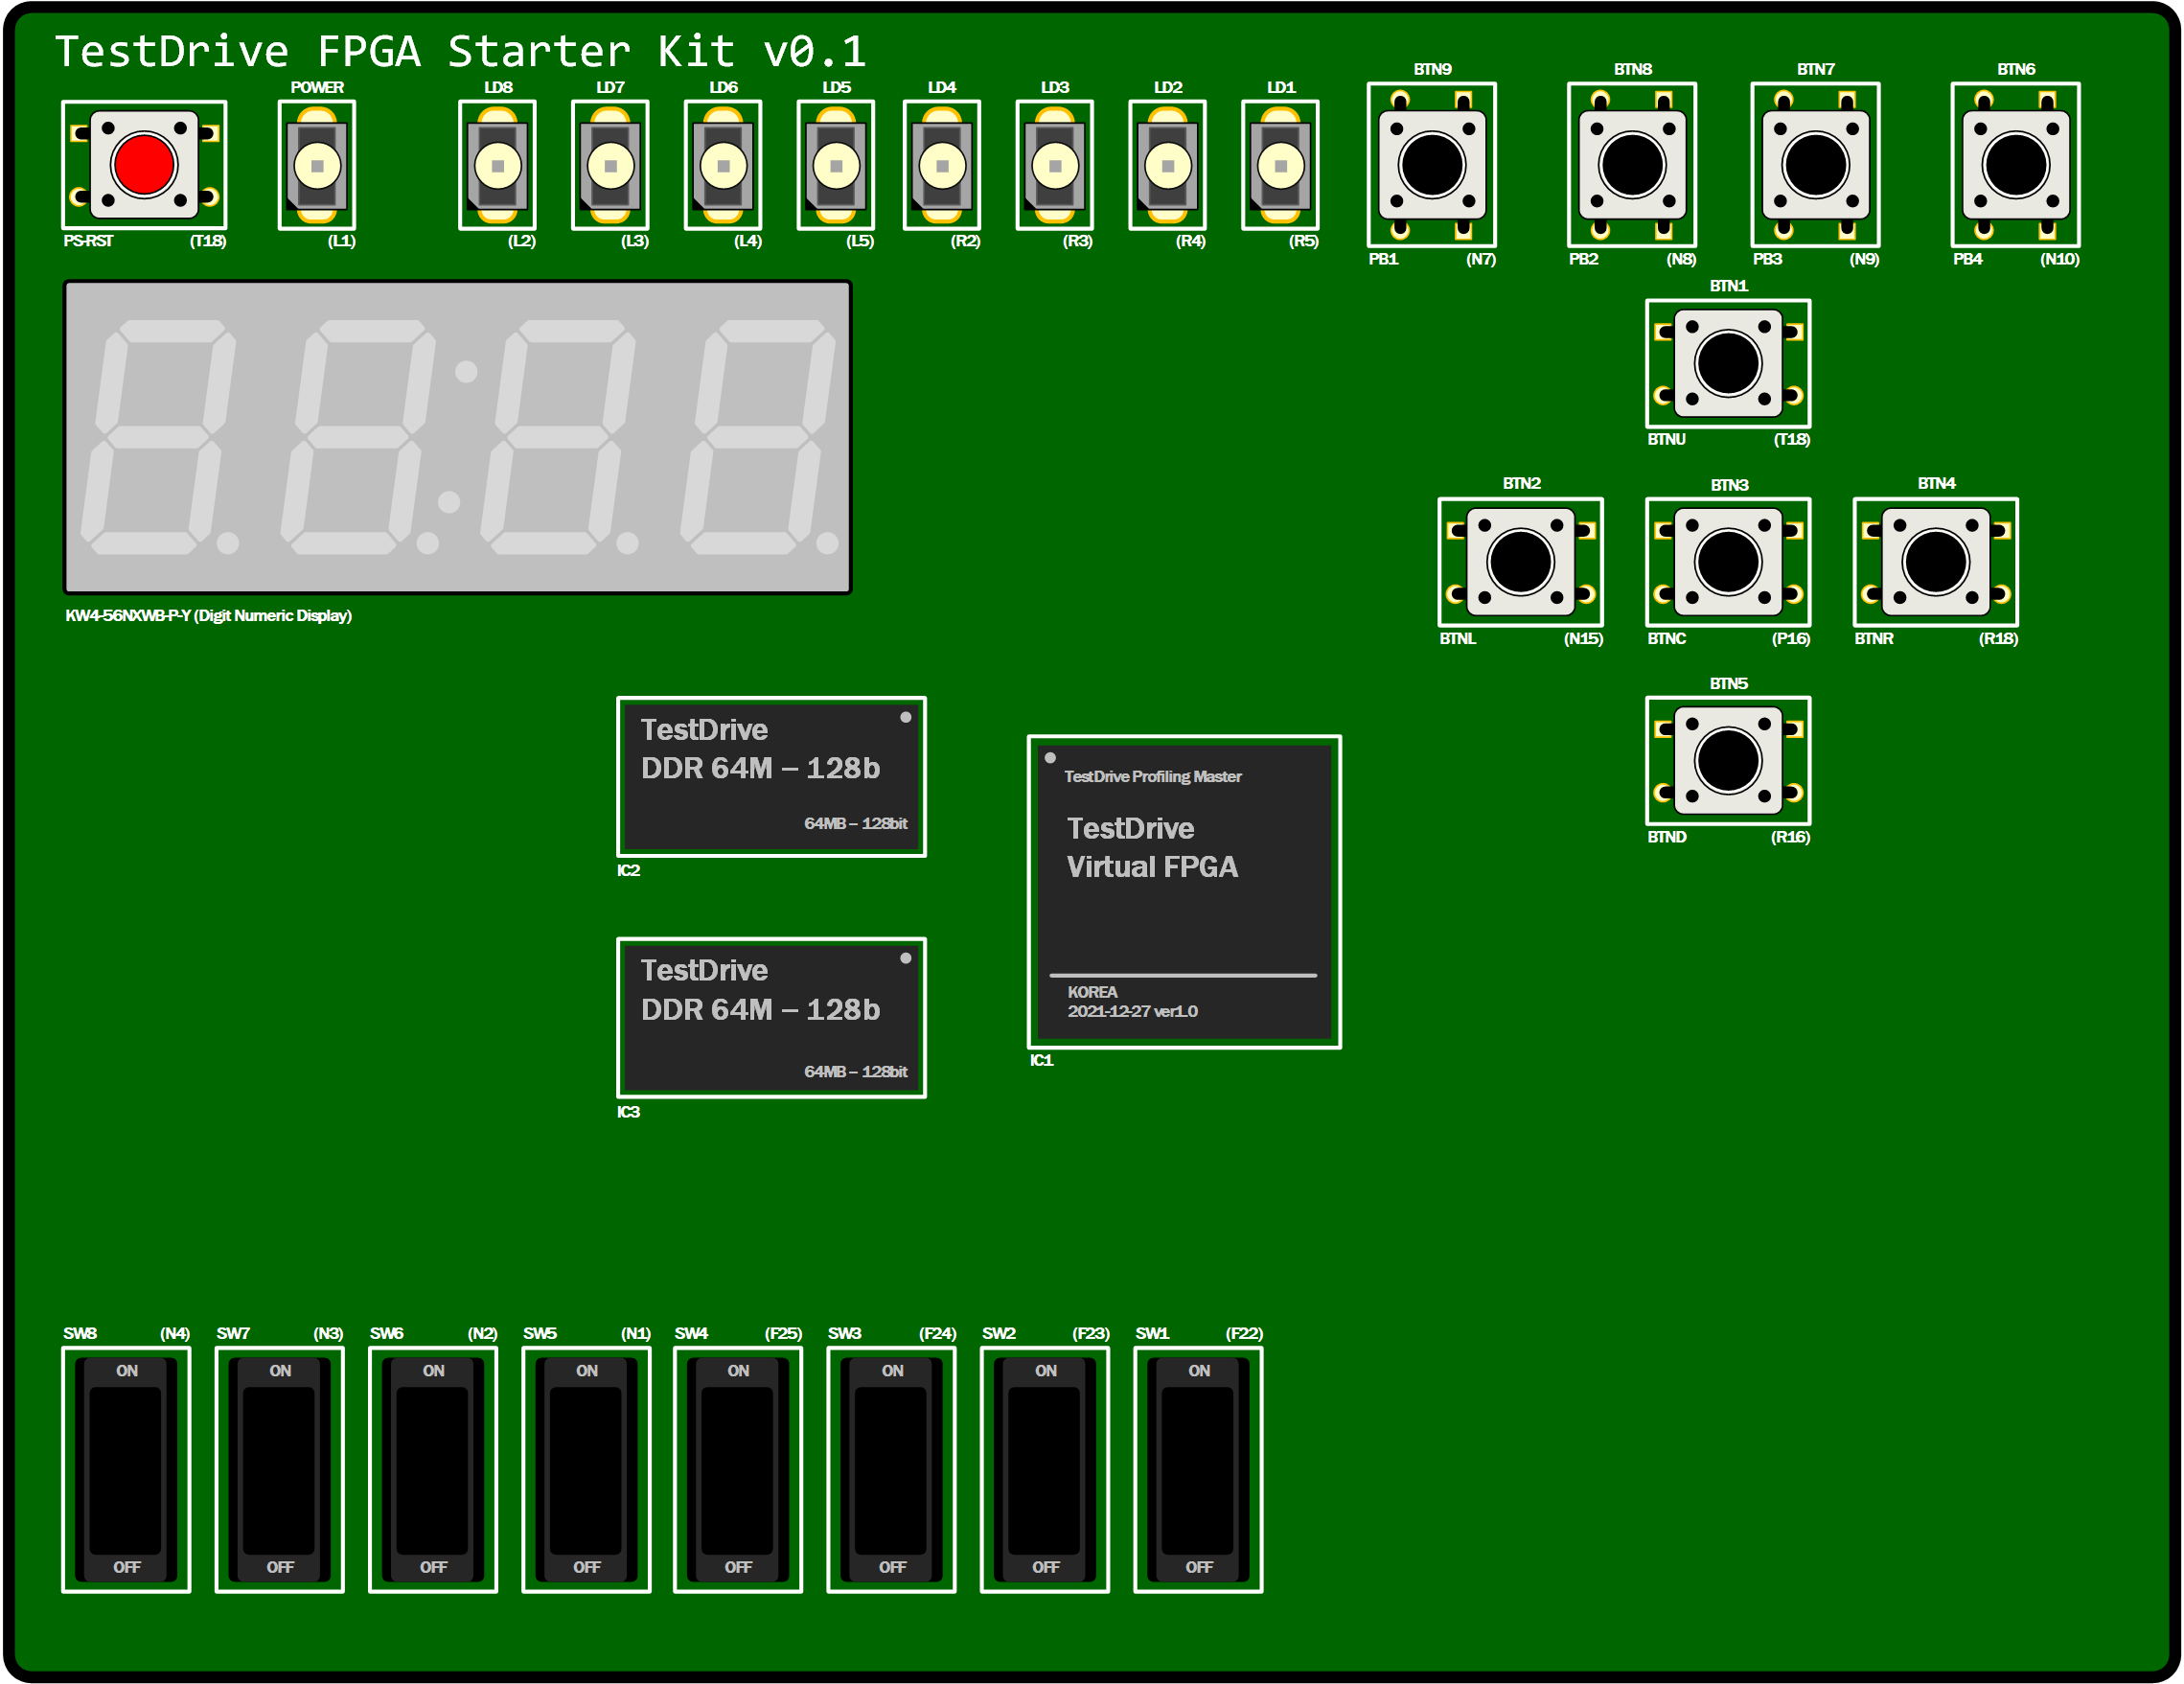 TestDrive FPGA Starter Kit v0.1
POWER LD8 LD7 LD6 LD5 LD4 LD3 LD2 LD1 BTN9 BTN8 BTN7 BTN6
PS-RST (T18) (L1) (L2) (L3) (L4) (L5) (R2) (R3) (R4) (R5)
PB1 (N7) PB2 (N8) PB3 (N9) PB4 (N10)
BTN1
BTNU (T18)
BTN2 BTN3 BTN4
KW4-56NXWB-P-Y (Digit Numeric Display)
BTNL (N15) BTNC (P16) BTNR (R18)
BTN5
BTND (R16)
TestDrive
DDR 64M – 128b
64MB – 128bit
IC2
TestDrive Profiling Master
TestDrive
Virtual FPGA
KOREA
2021-12-27 ver1.0
IC1
TestDrive
DDR 64M – 128b
64MB – 128bit
IC3
SW8 (N4) SW7 (N3) SW6 (N2) SW5 (N1) SW4 (F25) SW3 (F24) SW2 (F23) SW1 (F22)
ON ON ON ON ON ON ON ON
OFF OFF OFF OFF OFF OFF OFF OFF